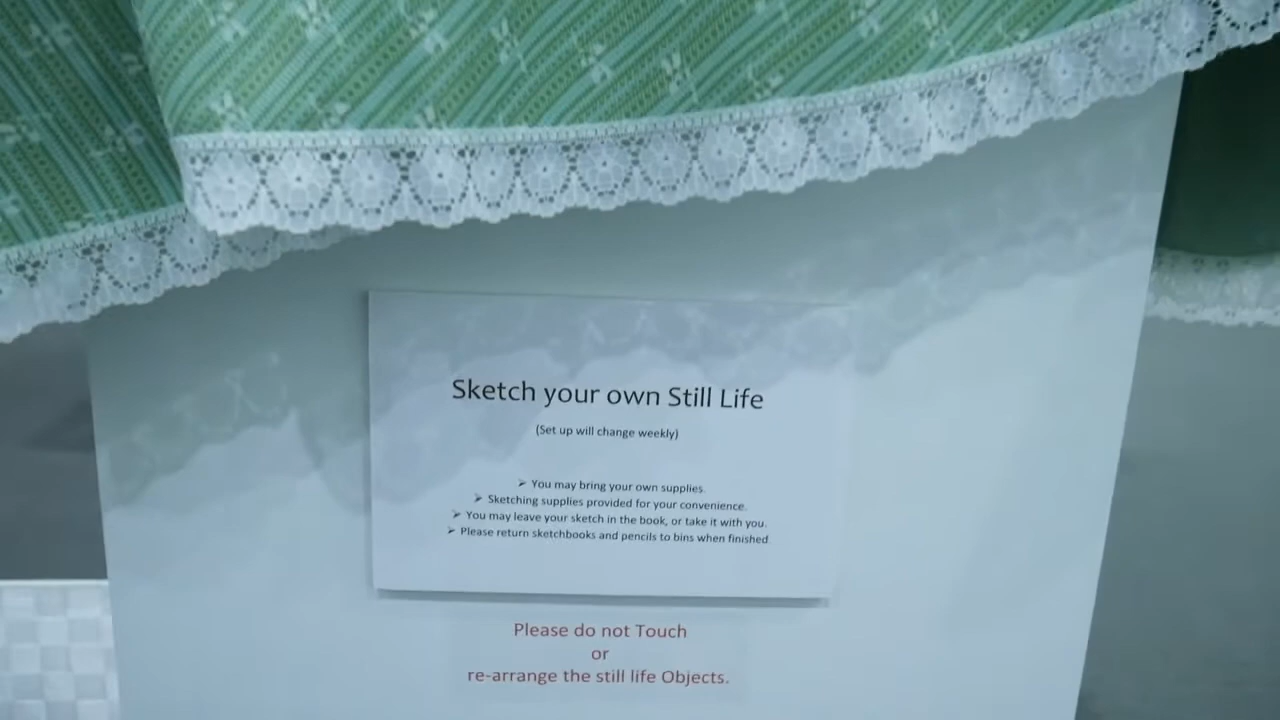 Sketch your own Still Life
(Set up will change weekly)
➢ You may bring your own supplies.
➢ Sketching supplies provided for your convenience.
➢ You may leave your sketch in the book, or take it with you.
➢ Please return sketchbooks and pencils to bins when finished
Please do not Touch
or
re-arrange the still life Objects.